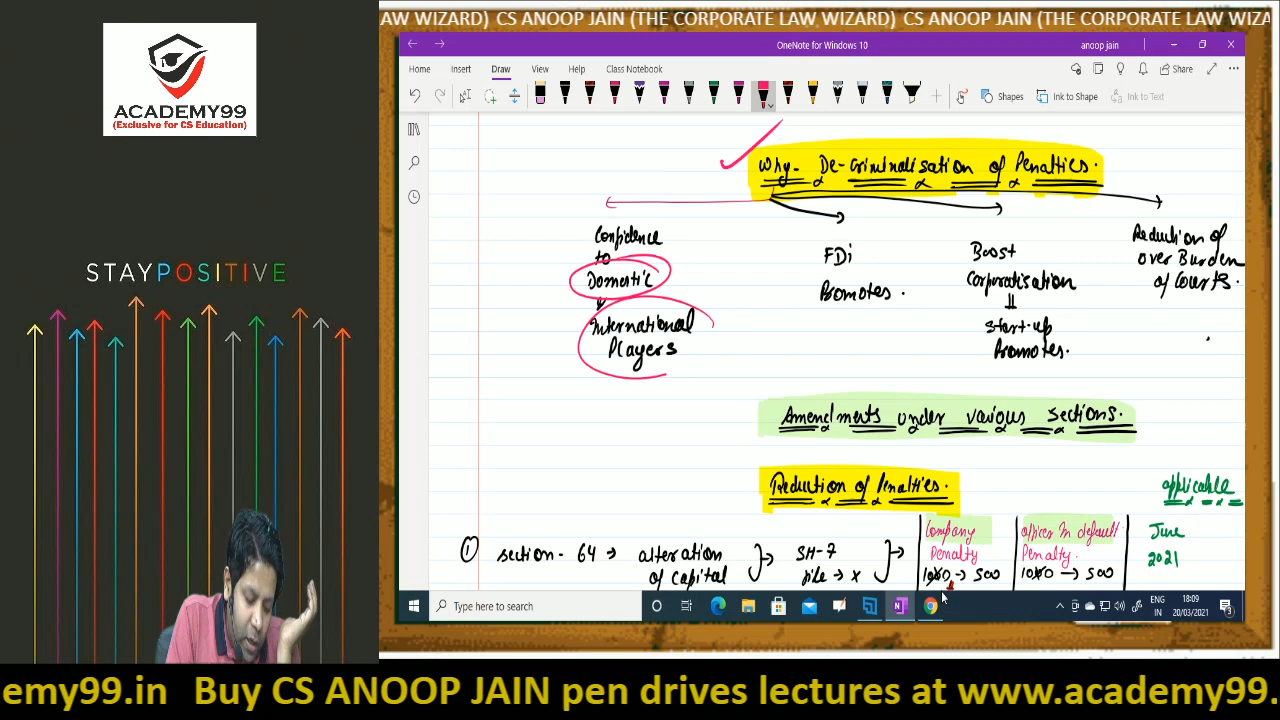 LAW WIZARD) CS ANOOP JAIN (THE CORPORATE LAW WIZARD) CS ANOOP JAIN (THE CORPORATE LAW WIZA
ACADEMY99
(Exclusive for CS Education)
STAYPOSITIVE
OneNote for Windows 10
anoop jain
Home Insert Draw View Help Class Notebook
Share
Shapes
Ink to Shape
Ink to Text
Why- De-Criminalisation of Penalties.
Confidence
to
Domestic
International
Players
FDi
Promotes.
Boost
Corporatisation
Start-up
Promotes.
Reduction of
over Burden
of Courts.
Amendments under various sections.
Reduction of Penalties.
applicable
June
2021
① section- 64 → alteration
of capital
SH-7
file → x
Company
Penalty
1000 → 500
officer in default
Penalty.
1000 → 500
Type here to search
ENG
IN
18:09
20/03/2021
3
emy99.in Buy CS ANOOP JAIN pen drives lectures at www.academy99.